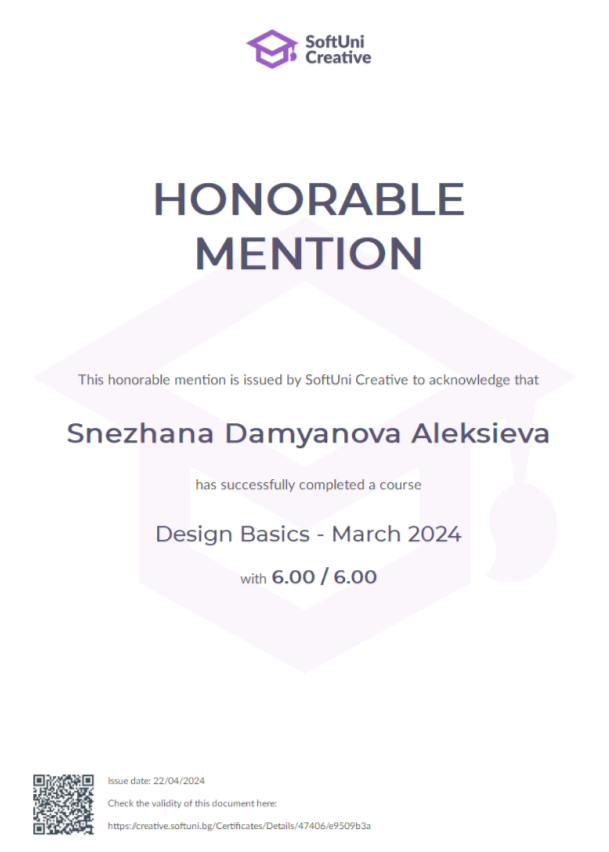 SoftUni
Creative
HONORABLE
MENTION
This honorable mention is issued by SoftUni Creative to acknowledge that
Snezhana Damyanova Aleksieva
has successfully completed a course
Design Basics - March 2024
with 6.00 / 6.00
Issue date: 22/04/2024
Check the validity of this document here:
https://creative.softuni.bg/Certificates/Details/47406/e9509b3a